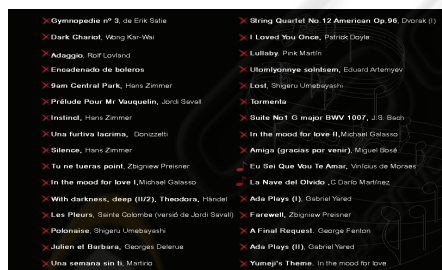 Gymnopedie nº 3, de Erik Satie
Dark Chariot, Wong Kar-Wai
Adaggio, Rolf Lovland
Encadenado de boleros
9am Central Park, Hans Zimmer
Prélude Pour Mr Vauquelin, Jordi Savall
Instinct, Hans Zimmer
Una furtiva lacrima, Donizzetti
Silence, Hans Zimmer
Tu ne tueras point, Zbigniew Preisner
In the mood for love I,Michael Galasso
With darkness, deep (II/2), Theodora, Händel
Les Pleurs, Sainte Colombe (versió de Jordi Savall)
Polonaise, Shigeru Umebayashi
Julien et Barbara, Georges Delerue
Una semana sin ti, Martirio
String Quartet No.12 American Op.96, Dvorak (I)
I Loved You Once, Patrick Doyle
Lullaby, Pink Martín
Utomlyonnye solntsem, Eduard Artemyev
Lost, Shigeru Umebayashi
Tormenta
Suite No1 G major BWV 1007, J.S. Bach
In the mood for love II,Michael Galasso
Amiga (gracias por venir), Miguel Bosé
Eu Sei Que Vou Te Amar, Vinícius de Moraes
La Nave del Olvido ,C Darío Martínez
Ada Plays (I), Gabriel Yared
Farewell, Zbigniew Preisner
A Final Request. George Fenton
Ada Plays (II), Gabriel Yared
Yumeji's Theme. In the mood for love